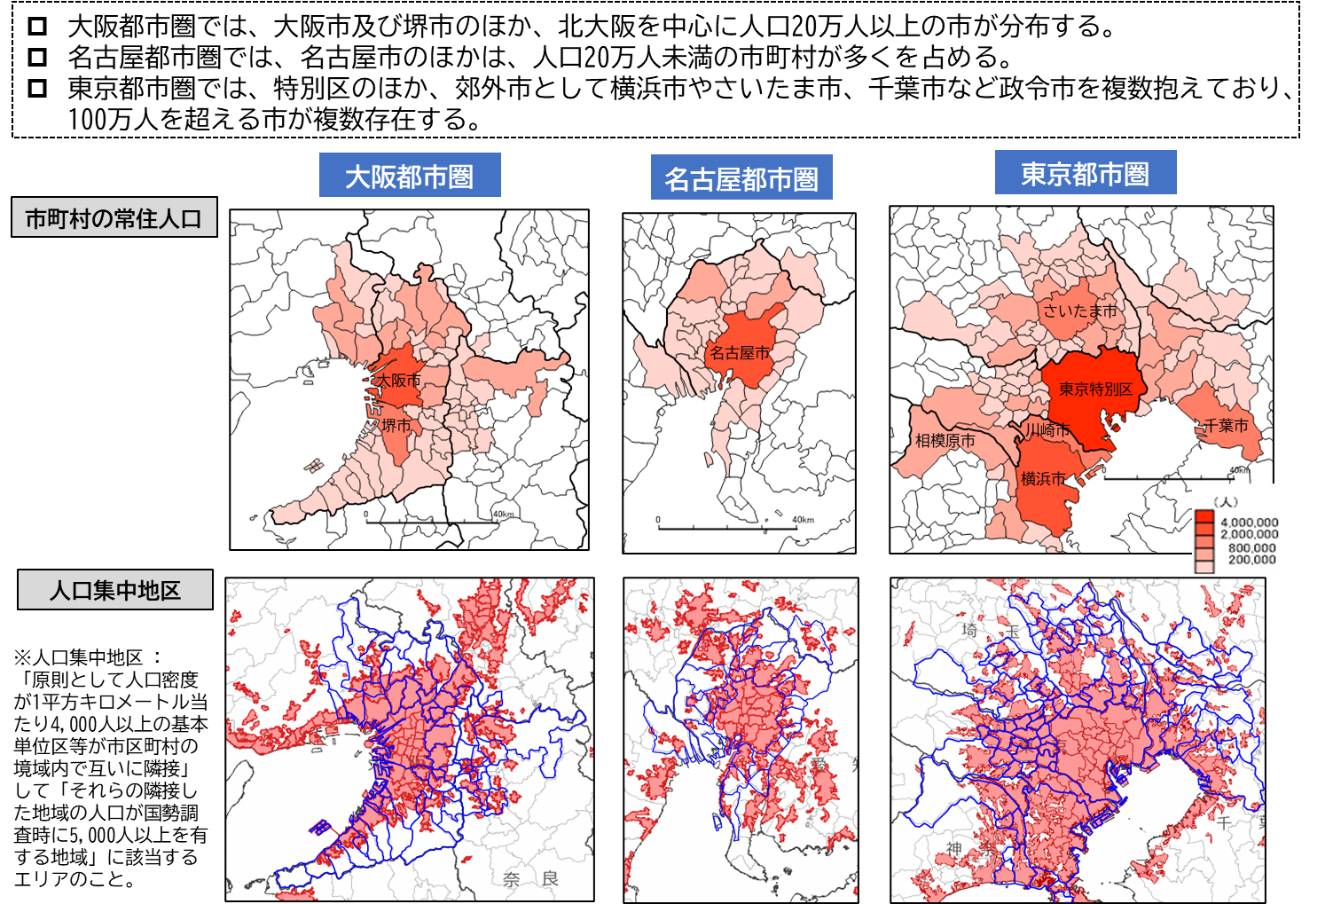 □ 大阪都市圏では、大阪市及び堺市のほか、北大阪を中心に人口20万人以上の市が分布する。
□ 名古屋都市圏では、名古屋市のほかは、人口20万人未満の市町村が多くを占める。
□ 東京都市圏では、特別区のほか、郊外市として横浜市やさいたま市、千葉市など政令市を複数抱えており、
100万人を超える市が複数存在する。
大阪都市圏
名古屋都市圏
東京都市圏
市町村の常住人口
大阪市
堺市
0
40km
名古屋市
0
40km
さいたま市
東京特別区
川崎市
千葉市
相模原市
横浜市
40km
(人)
4,000,000
2,000,000
800,000
200,000
人口集中地区
※人口集中地区 :
「原則として人口密度
が1平方キロメートル当
たり4,000人以上の基本
単位区等が市区町村の
境域内で互いに隣接」
して「それらの隣接し
た地域の人口が国勢調
査時に5,000人以上を有
する地域」に該当する
エリアのこと。
奈 良
愛
埼 玉
神 奈
千